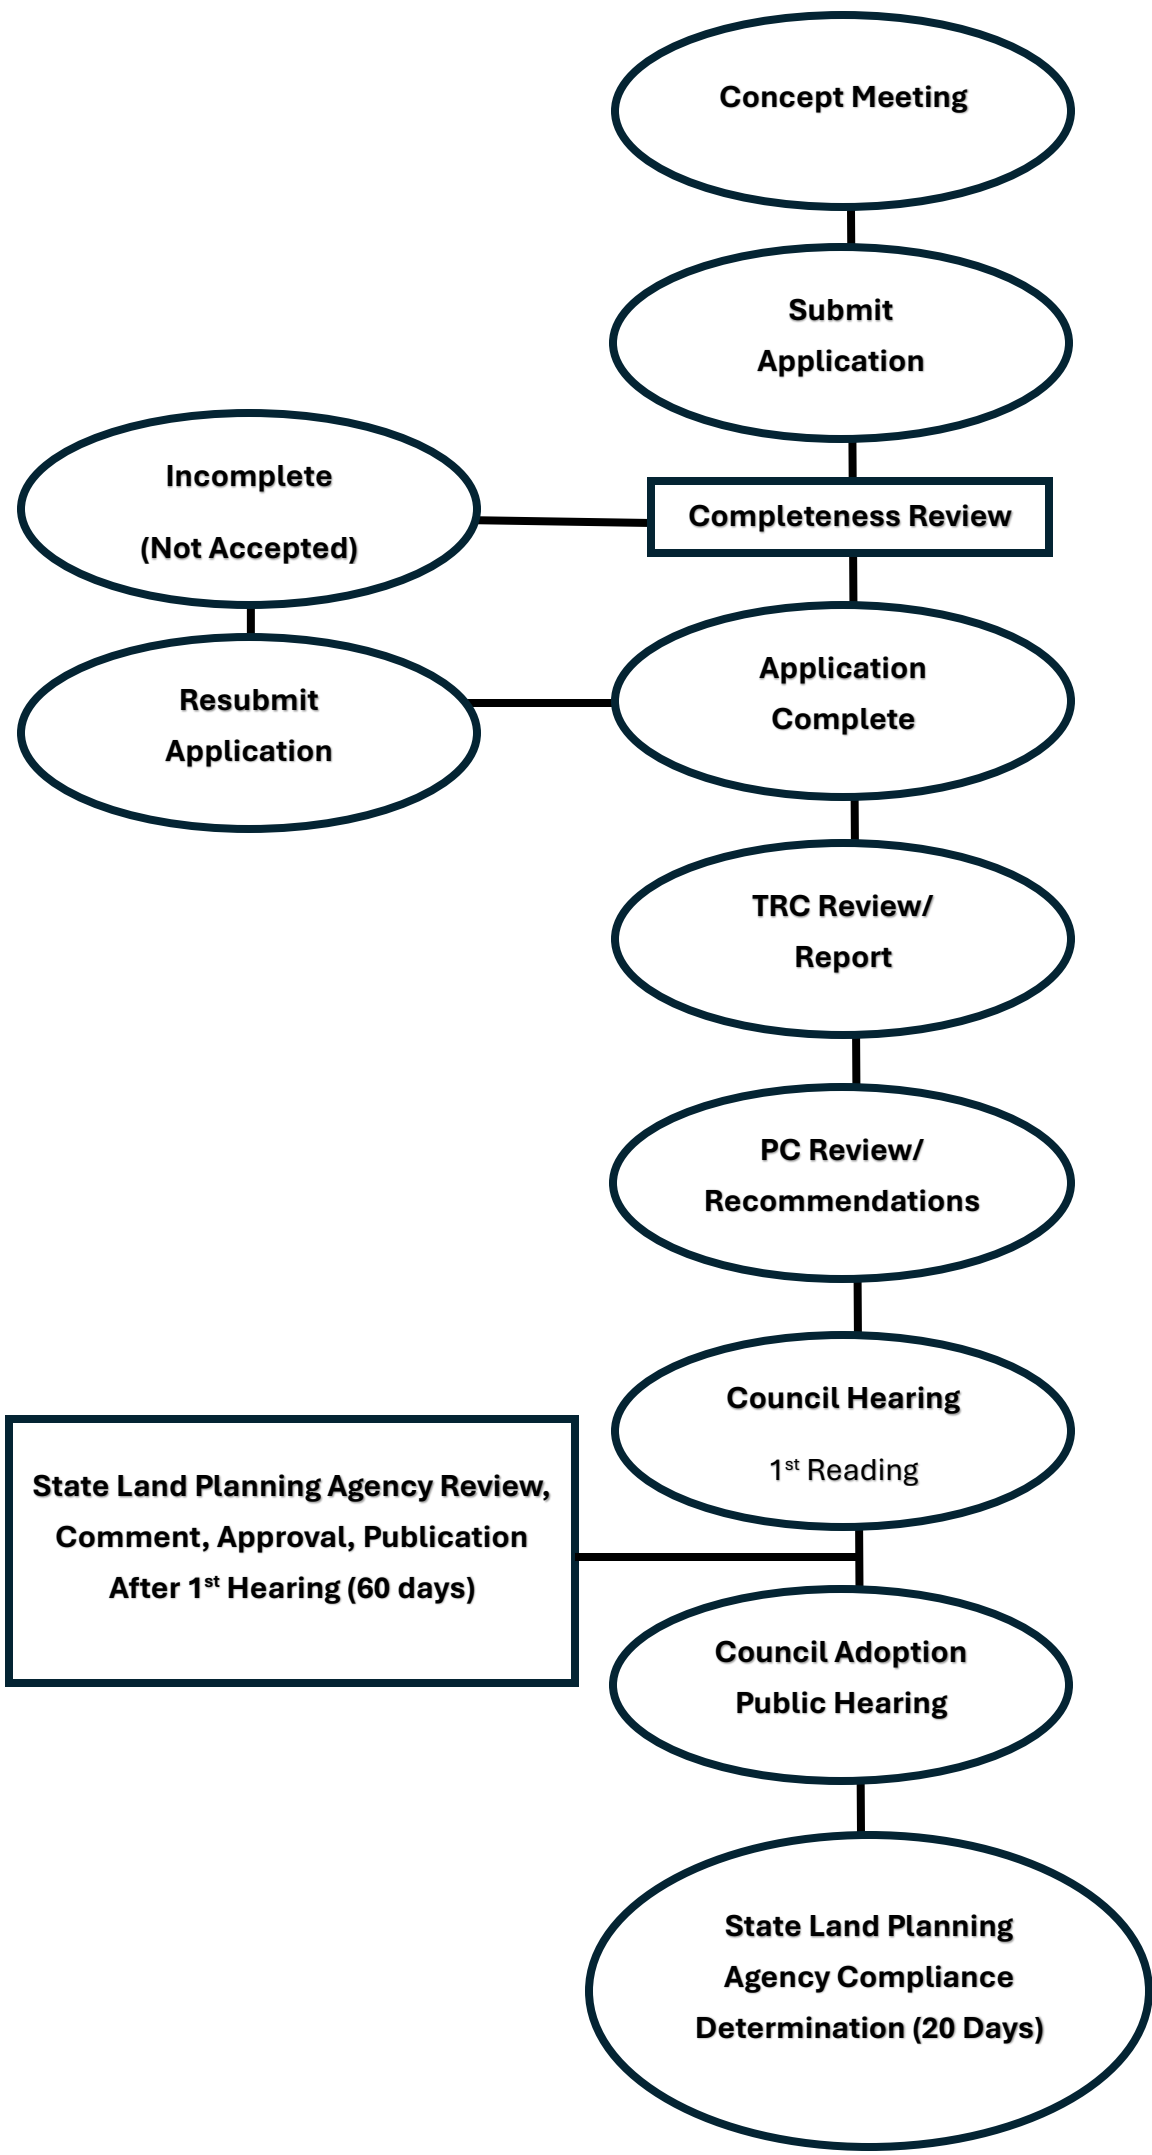 Concept Meeting
Submit
Application
Incomplete
(Not Accepted)
Completeness Review
Resubmit
Application
Application
Complete
TRC Review/
Report
PC Review/
Recommendations
Council Hearing
1st Reading
State Land Planning Agency Review,
Comment, Approval, Publication
After 1st Hearing (60 days)
Council Adoption
Public Hearing
State Land Planning
Agency Compliance
Determination (20 Days)